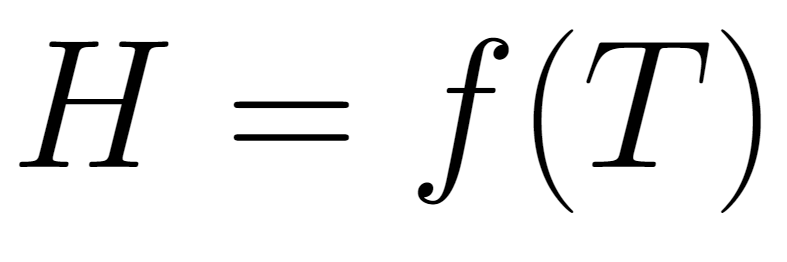 H = f(T)